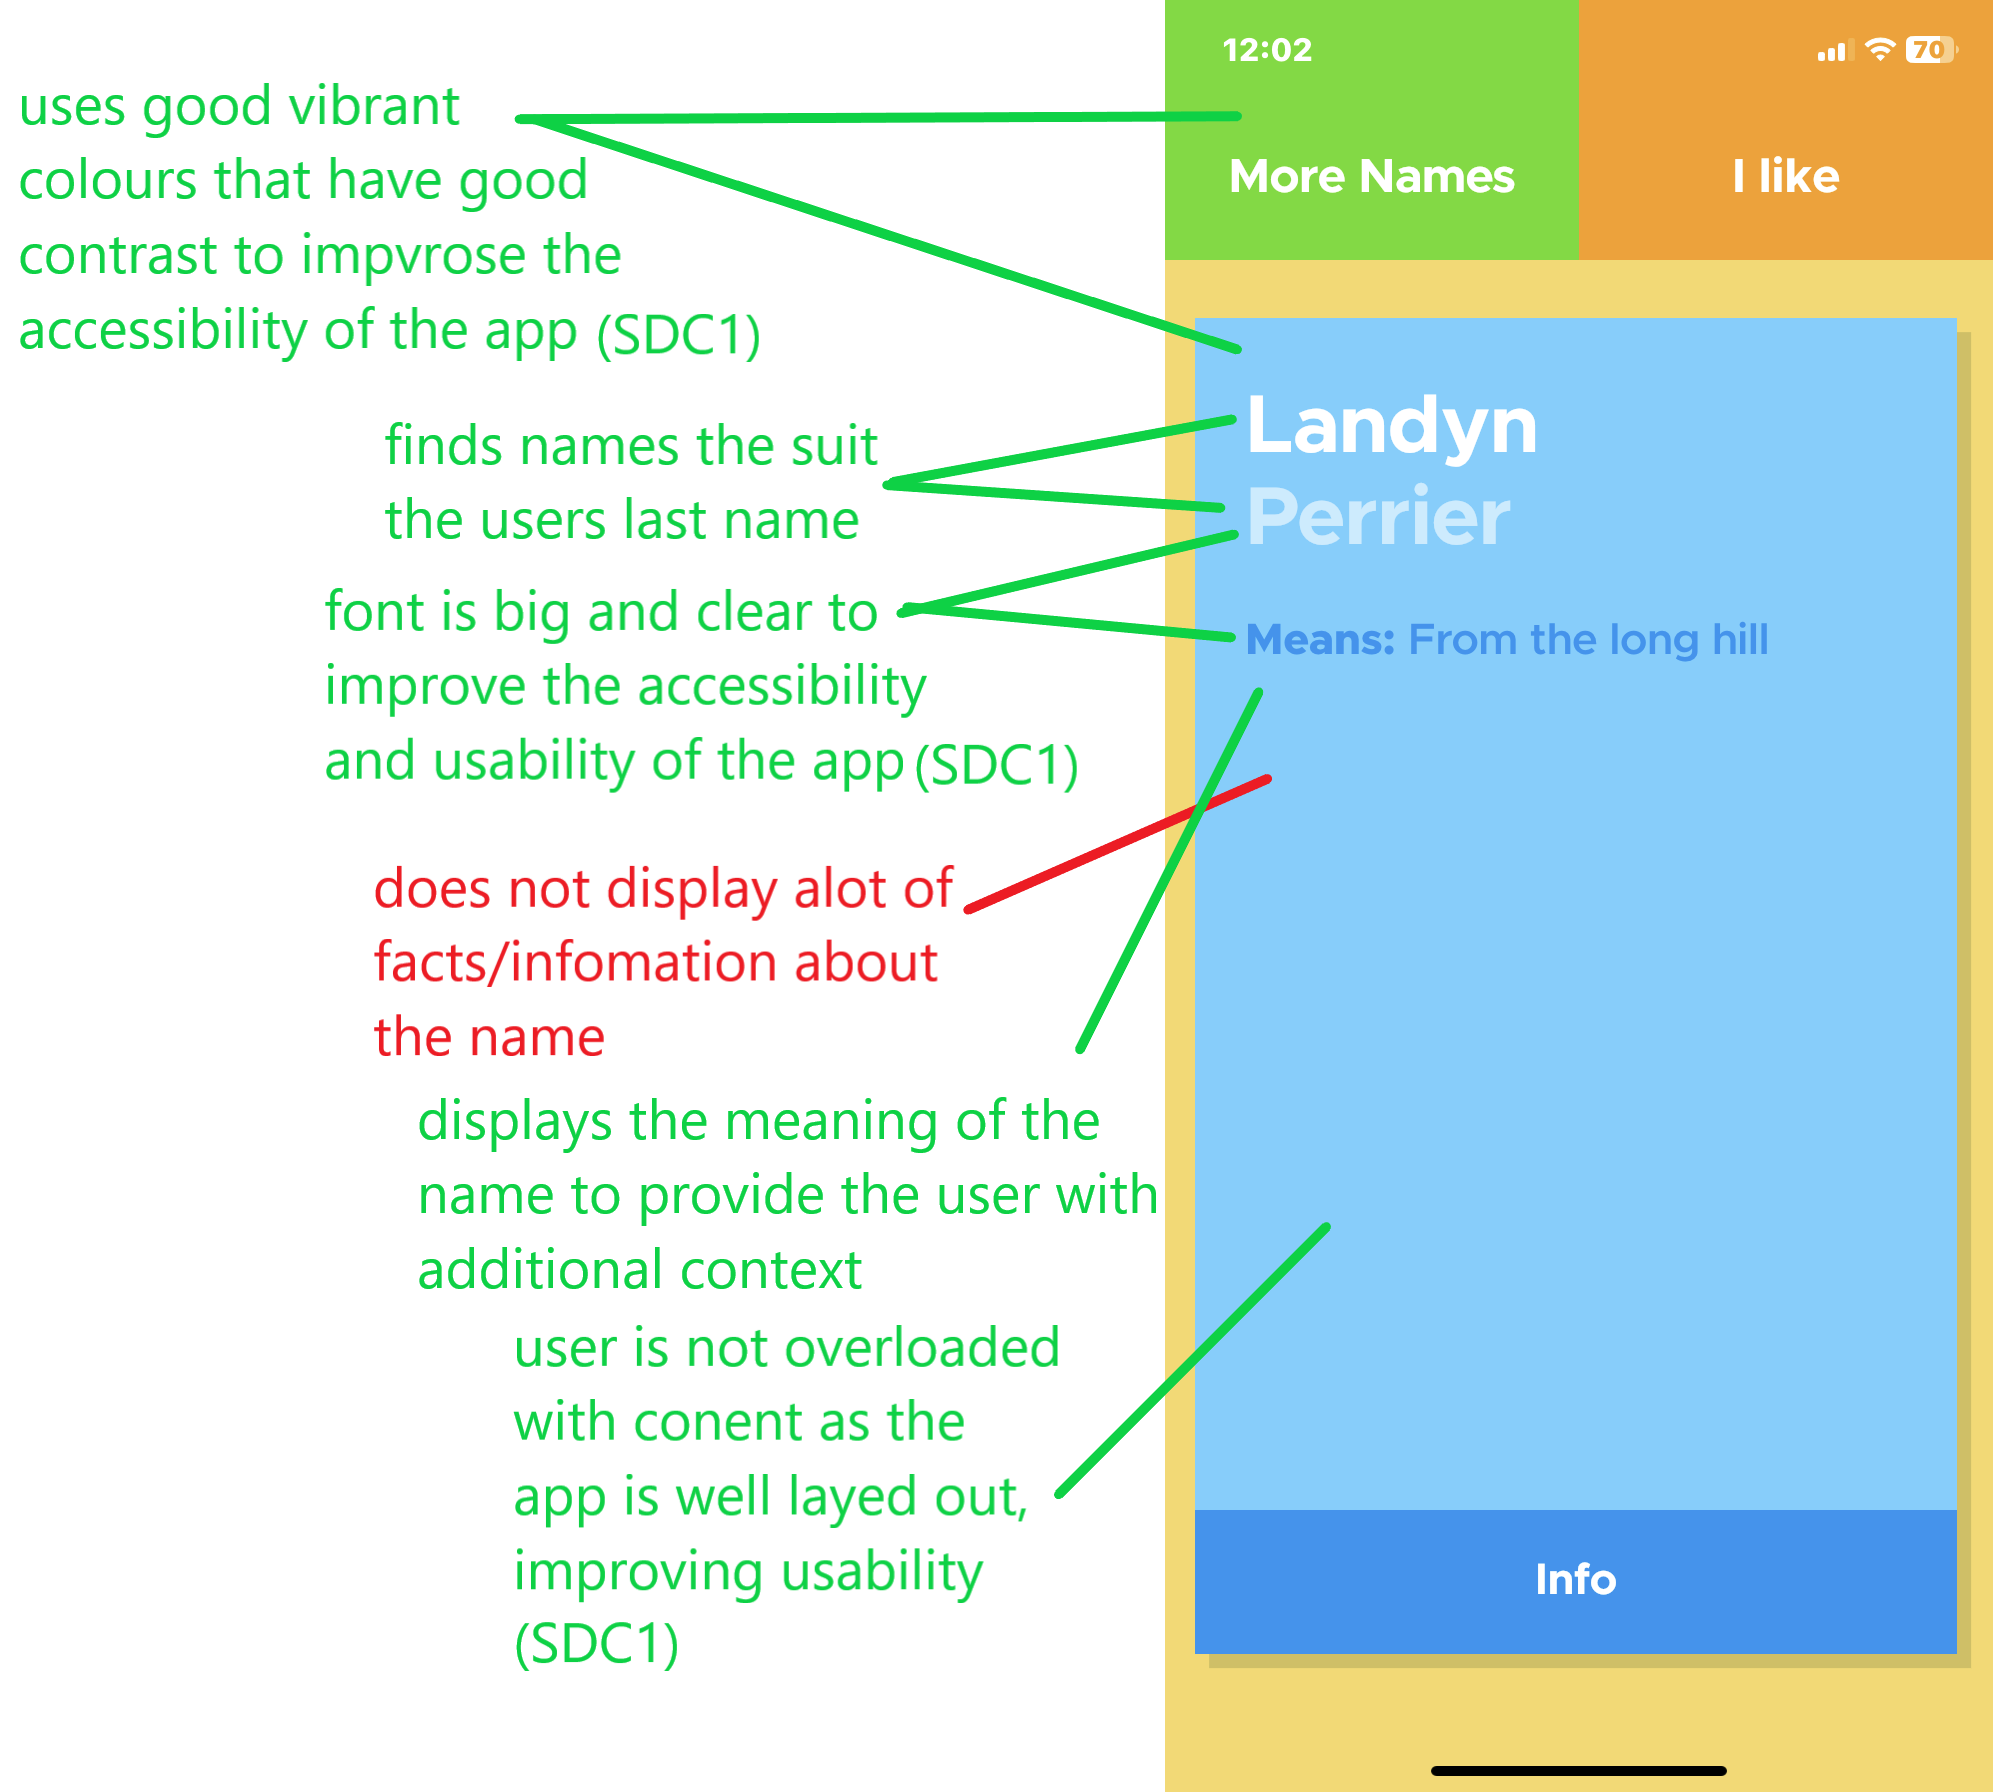 12:02
70
More Names
I like
uses good vibrant
colours that have good
contrast to impvrose the
accessibility of the app (SDC1)
Landyn
Perrier
finds names the suit
the users last name
font is big and clear to
improve the accessibility
and usability of the app (SDC1)
Means: From the long hill
does not display alot of
facts/infomation about
the name
displays the meaning of the
name to provide the user with
additional context
user is not overloaded
with conent as the
app is well layed out,
improving usability
(SDC1)
Info